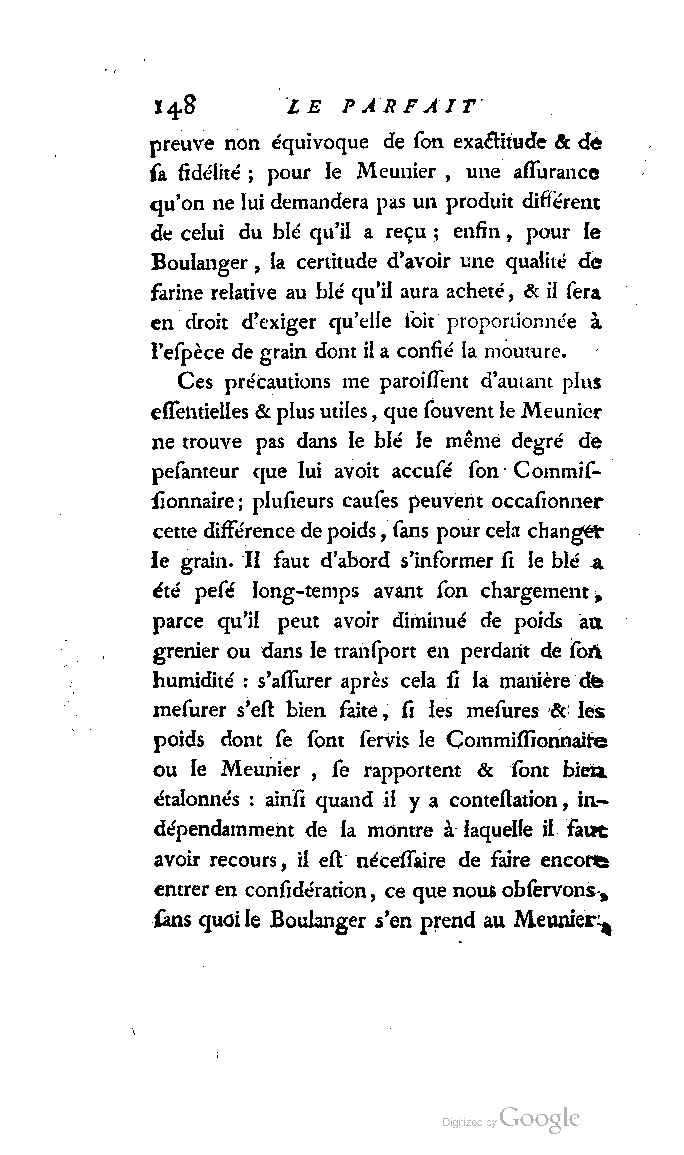 148 LE PARFAIT
preuve non équivoque de ſon exactitude & de
ſa fidélité ; pour le Meunier , une aſſurance
qu'on ne lui demandera pas un produit différent
de celui du blé qu'il a reçu ; enfin , pour le
Boulanger , la certitude d'avoir une qualité de
farine relative au blé qu'il aura acheté, & il ſera
en droit d'exiger qu'elle ſoit proportionnée à
l'eſpèce de grain dont il a confié la mouture.
Ces précautions me paroiſſent d'autant plus
eſſentielles & plus utiles, que ſouvent le Meunier
ne trouve pas dans le blé le même degré de
peſanteur que lui avoit accuſé ſon Commiſ-
ſionnaire; pluſieurs cauſes peuvent occaſionner
cette différence de poids, ſans pour cela changer
le grain. Il faut d'abord s'informer ſi le blé a
été peſé long-temps avant ſon chargement,
parce qu'il peut avoir diminué de poids au
grenier ou dans le tranſport en perdant de ſon
humidité : s'aſſurer après cela ſi la manière de
meſurer s'eſt bien faite, ſi les meſures & les
poids dont ſe ſont ſervis le Commiſſionnaire
ou le Meunier , ſe rapportent & ſont bien
étalonnés : ainſi quand il y a conteſtation, in-
dépendamment de la montre à laquelle il faut
avoir recours, il eſt néceſſaire de faire encore
entrer en conſidération, ce que nous obſervons,
ſans quoi le Boulanger s'en prend au Meunier,
Digitized by Google